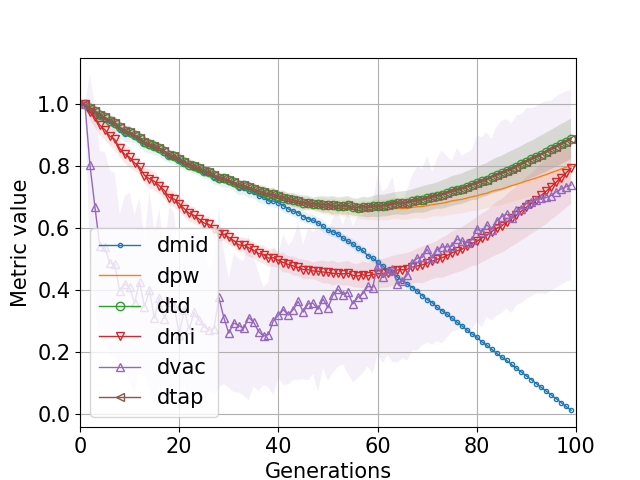 1.0
0.8
0.6
0.4
0.2
0.0
Metric value
dmid
dpw
dtd
dmi
dvac
dtap
0 20 40 60 80 100
Generations